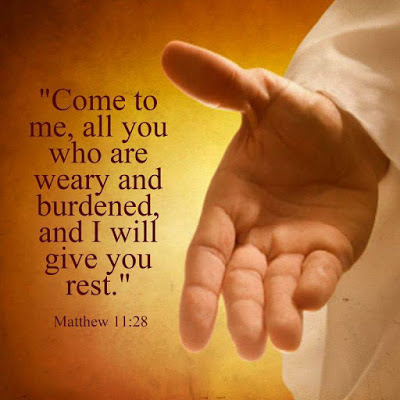 "Come to
me, all you
who are
weary and
burdened,
and I will
give you
rest."
Matthew 11:28